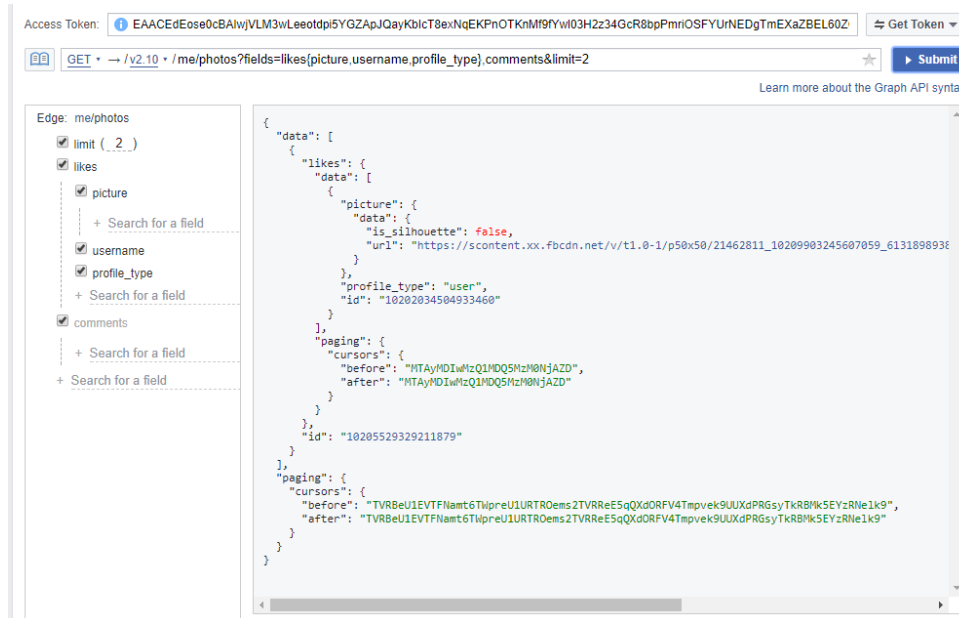 Access Token: EAACEdEose0cBAIwjVLM3wLeeotdpi5YGZApJQayKbIcT8exNqEKPnOTKnMf9fYwI03H2z34GcR8bpPmriOSFYUrNEDgTmEXaZBEL60Z Get Token
GET → /v2.10 /me/photos?fields=likes{picture,username,profile_type},comments&limit=2 Submit
Learn more about the Graph API synta
Edge: me/photos
limit ( 2 )
likes
picture
+ Search for a field
username
profile_type
+ Search for a field
comments
+ Search for a field
+ Search for a field
{
"data": [
{
"likes": {
"data": [
{
"picture": {
"data": {
"is_silhouette": false,
"url": "https://scontent.xx.fbcdn.net/v/t1.0-1/p50x50/21462811_10209903245607059_6131898938
}
},
"profile_type": "user",
"id": "10202034504933460"
}
],
"paging": {
"cursors": {
"before": "MTAyMDIwMzQ1MDQ5MzM0NjAZD",
"after": "MTAyMDIwMzQ1MDQ5MzM0NjAZD"
}
}
},
"id": "10205529329211879"
}
],
"paging": {
"cursors": {
"before": "TVRBeU1EVTFNamt6TWpreU1URTROems2TVRReE5qQXdORFV4Tmpvek9UUXdPRGsyTkRBMk5EYzRNelk9",
"after": "TVRBeU1EVTFNamt6TWpreU1URTROems2TVRReE5qQXdORFV4Tmpvek9UUXdPRGsyTkRBMk5EYzRNelk9"
}
}
}